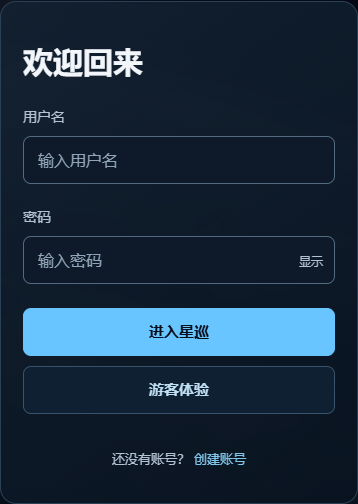 欢迎回来
用户名
输入用户名
密码
输入密码 显示
进入星巡
游客体验
还没有账号？ 创建账号